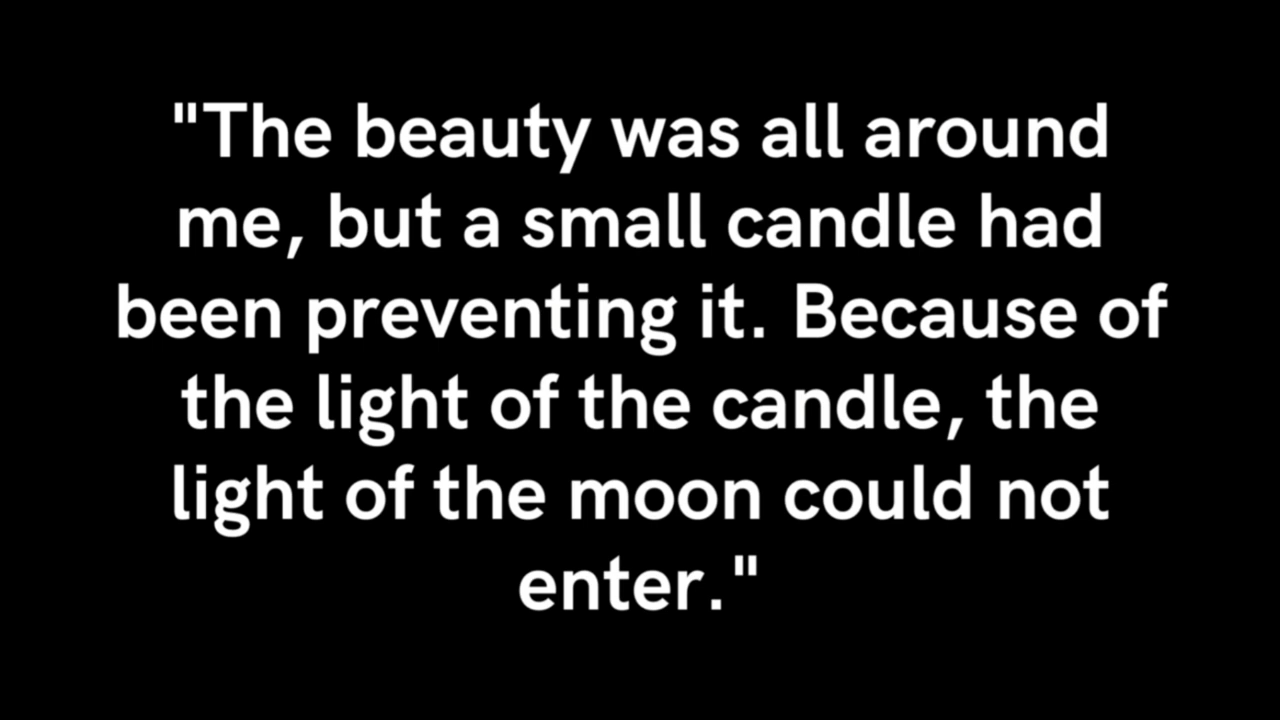 "The beauty was all around
me, but a small candle had
been preventing it. Because of
the light of the candle, the
light of the moon could not
enter."